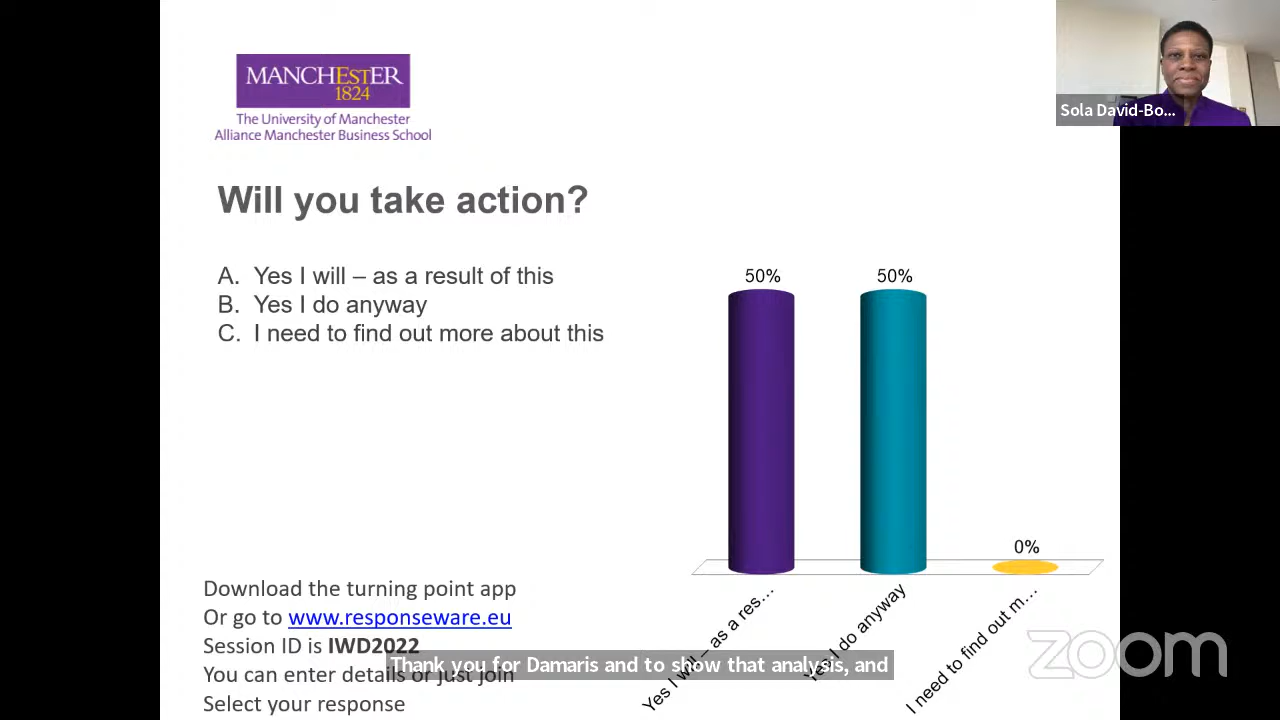 MANCHESTER
1824
The University of Manchester
Alliance Manchester Business School
Sola David-Bo...
Will you take action?
A. Yes I will – as a result of this
B. Yes I do anyway
C. I need to find out more about this
50%
50%
0%
Yes I will – as a res...
Yes I do anyway
I need to find out m...
Download the turning point app
Or go to www.responseware.eu
Session ID is IWD2022
You can enter details or just join
Select your response
Thank you for Damaris and to show that analysis, and
zoom